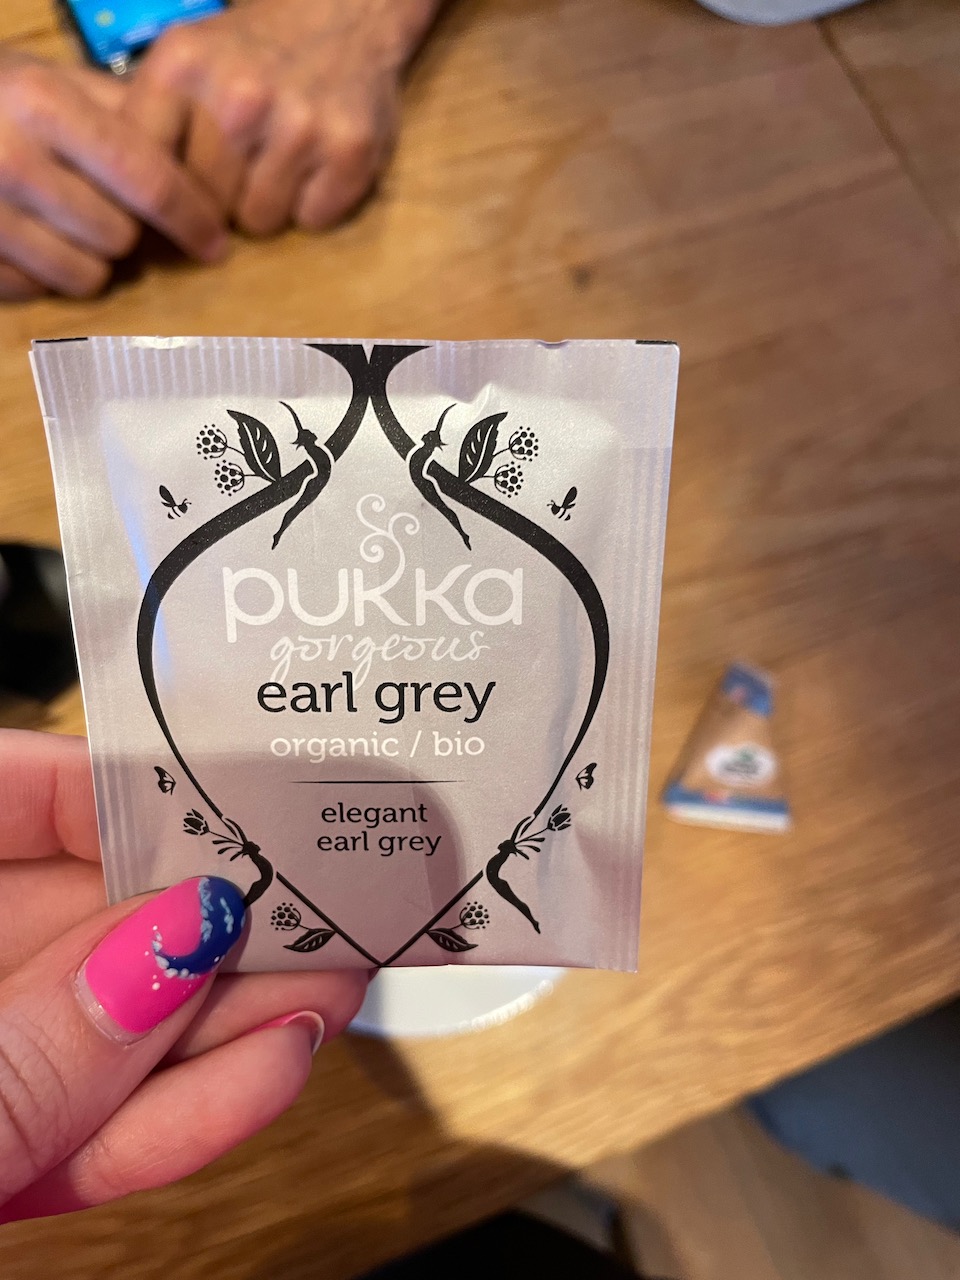 pukka
gorgeous
earl grey
organic / bio
elegant
earl grey